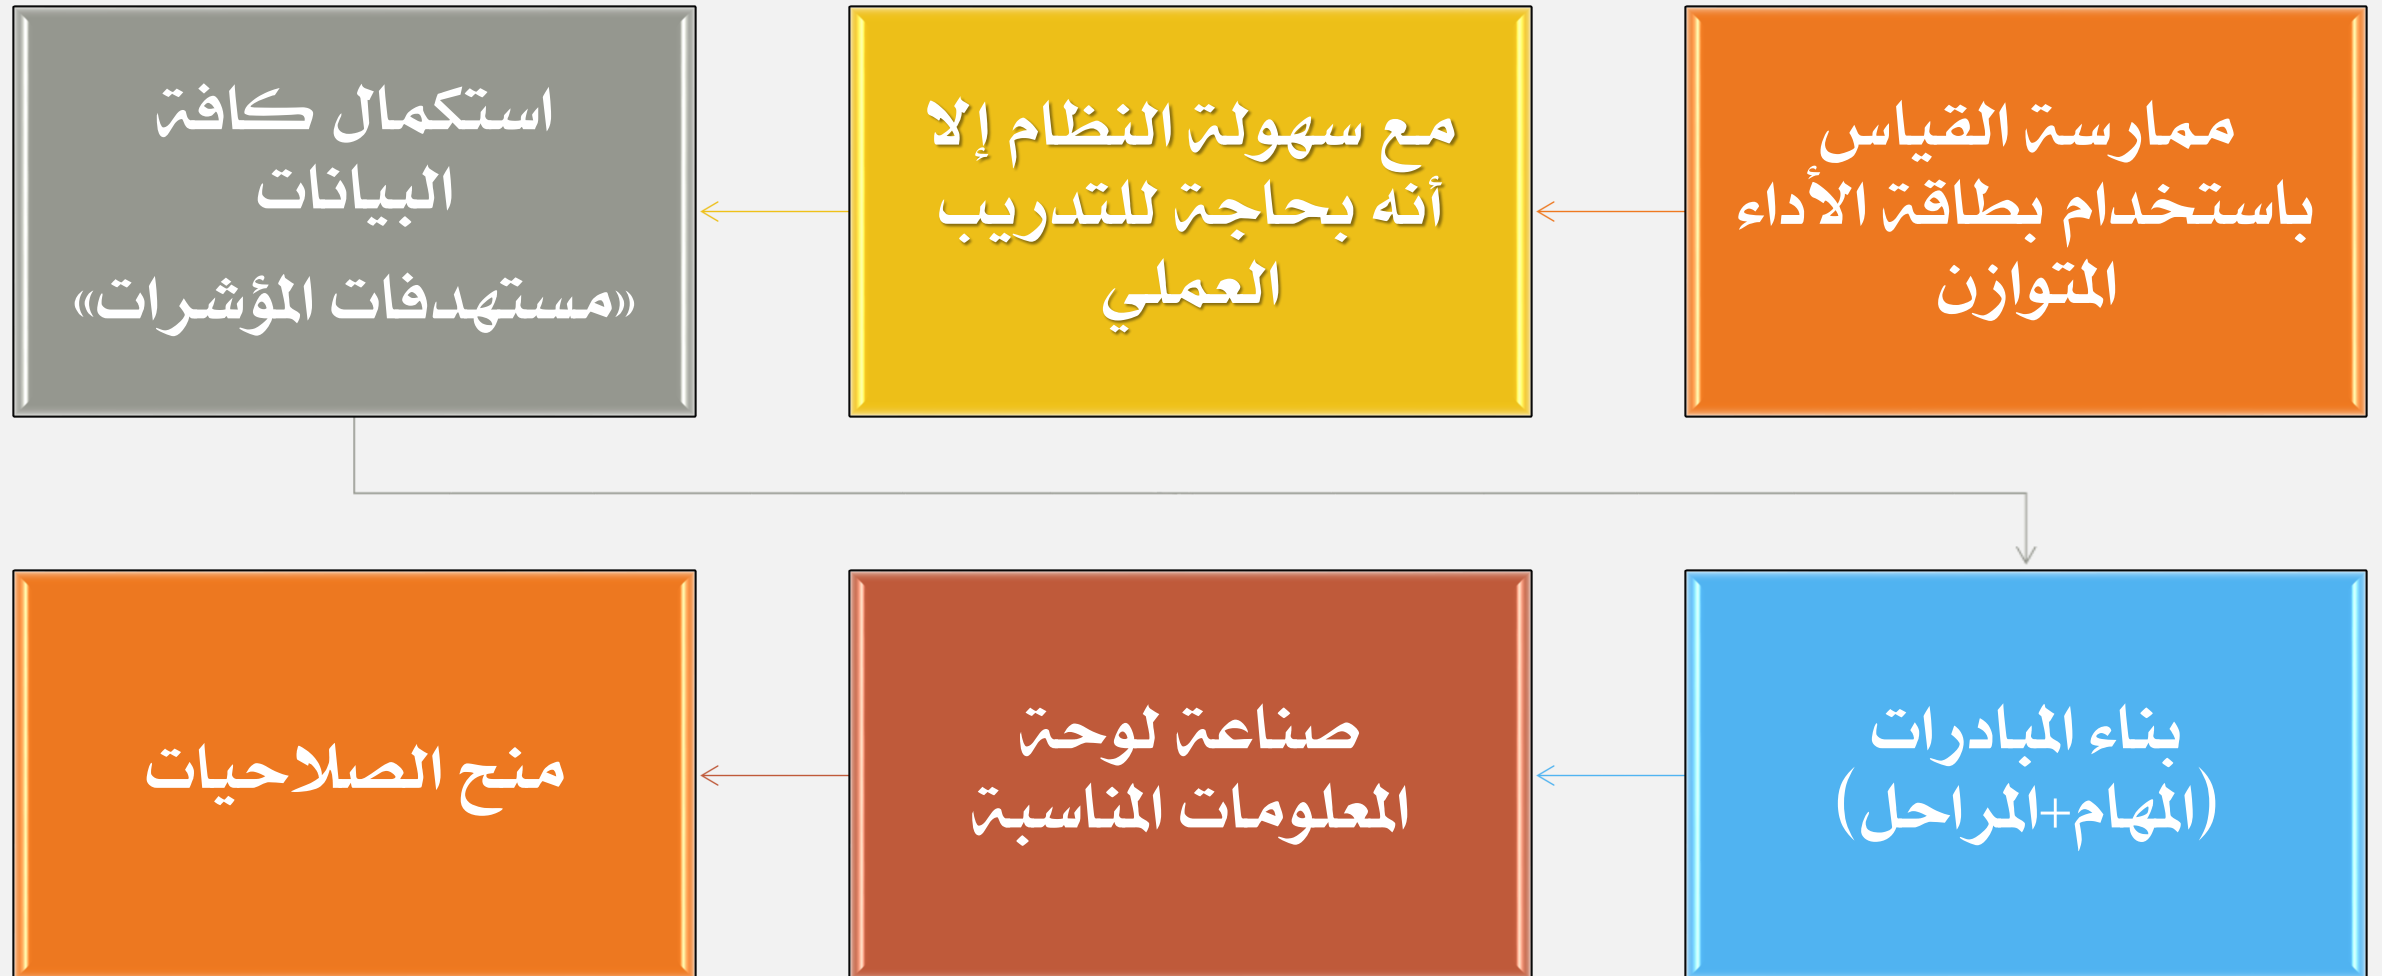 ممارسة القياس
باستخدام بطاقة الأداء
المتوازن
مع سهولة النظام إلا
أنه بحاجة للتدريب
العملي
استكمال كافة
البيانات
«مستهدفات المؤشرات»
بناء المبادرات
(المهام+المراحل)
صناعة لوحة
المعلومات المناسبة
منح الصلاحيات